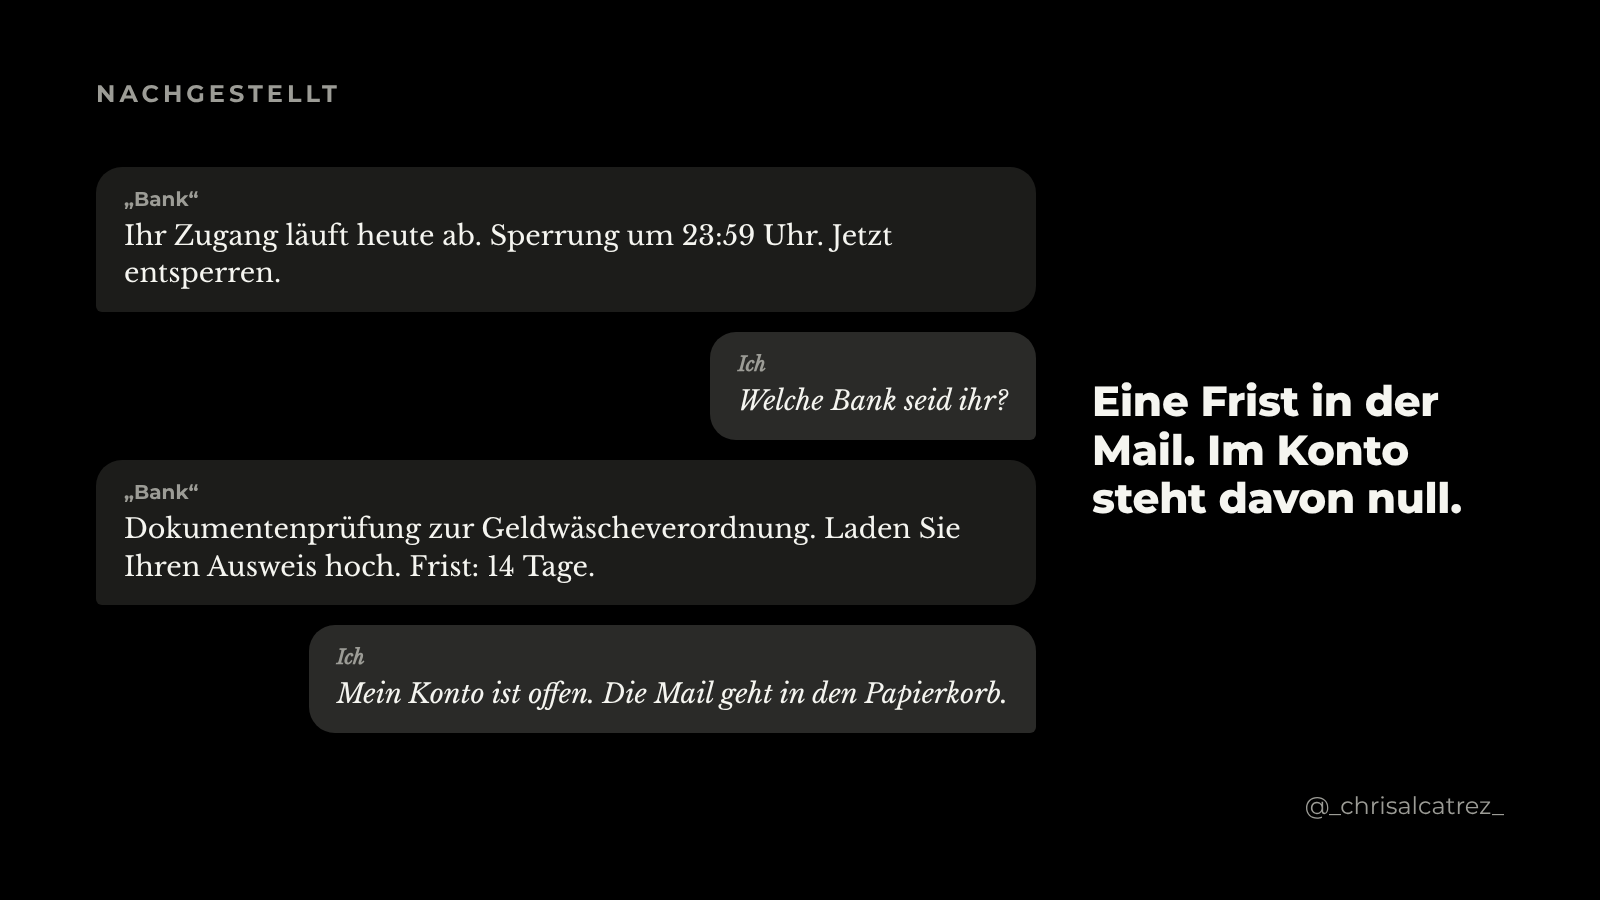 NACHGESTELLT
„Bank“
Ihr Zugang läuft heute ab. Sperrung um 23:59 Uhr. Jetzt
entsperren.
Ich
Welche Bank seid ihr?
„Bank“
Dokumentenprüfung zur Geldwäscheverordnung. Laden Sie
Ihren Ausweis hoch. Frist: 14 Tage.
Ich
Mein Konto ist offen. Die Mail geht in den Papierkorb.
Eine Frist in der
Mail. Im Konto
steht davon null.
@_chrisalcatrez_